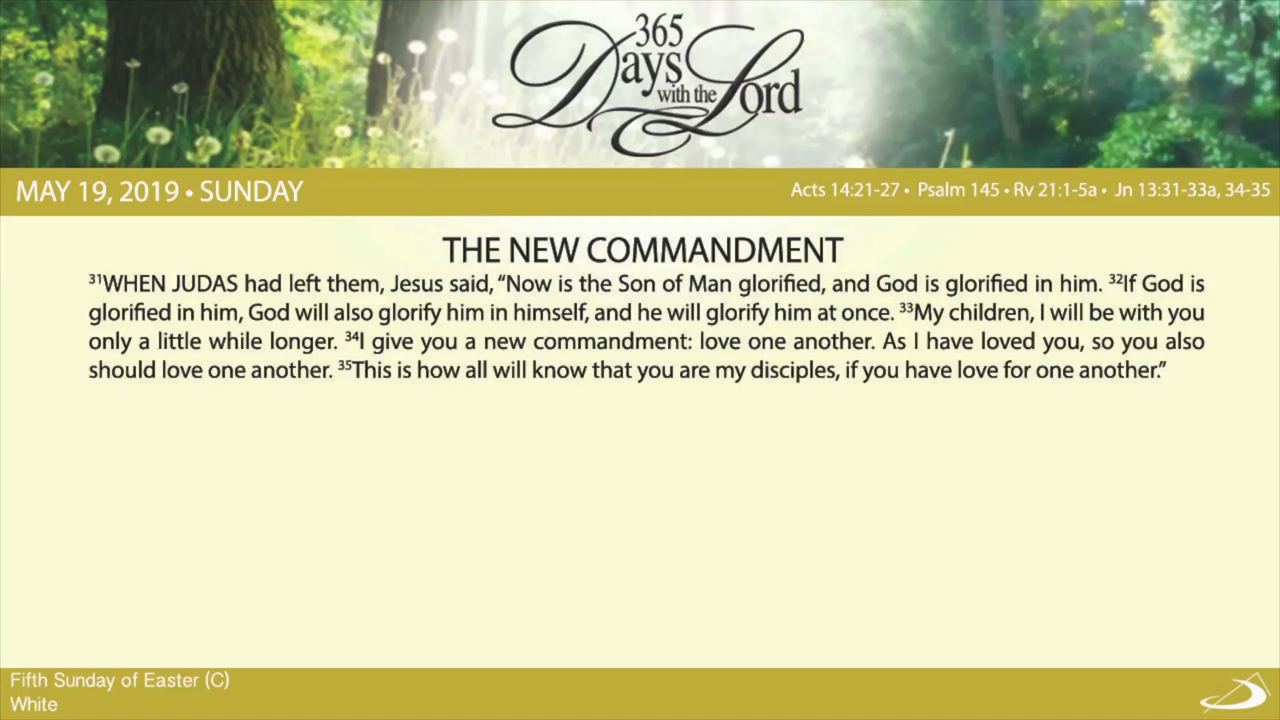 365
Days
with the Lord
MAY 19, 2019 • SUNDAY
Acts 14:21-27 • Psalm 145 • Rv 21:1-5a • Jn 13:31-33a, 34-35
THE NEW COMMANDMENT
³¹WHEN JUDAS had left them, Jesus said, “Now is the Son of Man glorified, and God is glorified in him. ³²If God is
glorified in him, God will also glorify him in himself, and he will glorify him at once. ³³My children, I will be with you
only a little while longer. ³⁴I give you a new commandment: love one another. As I have loved you, so you also
should love one another. ³⁵This is how all will know that you are my disciples, if you have love for one another.”
Fifth Sunday of Easter (C)
White